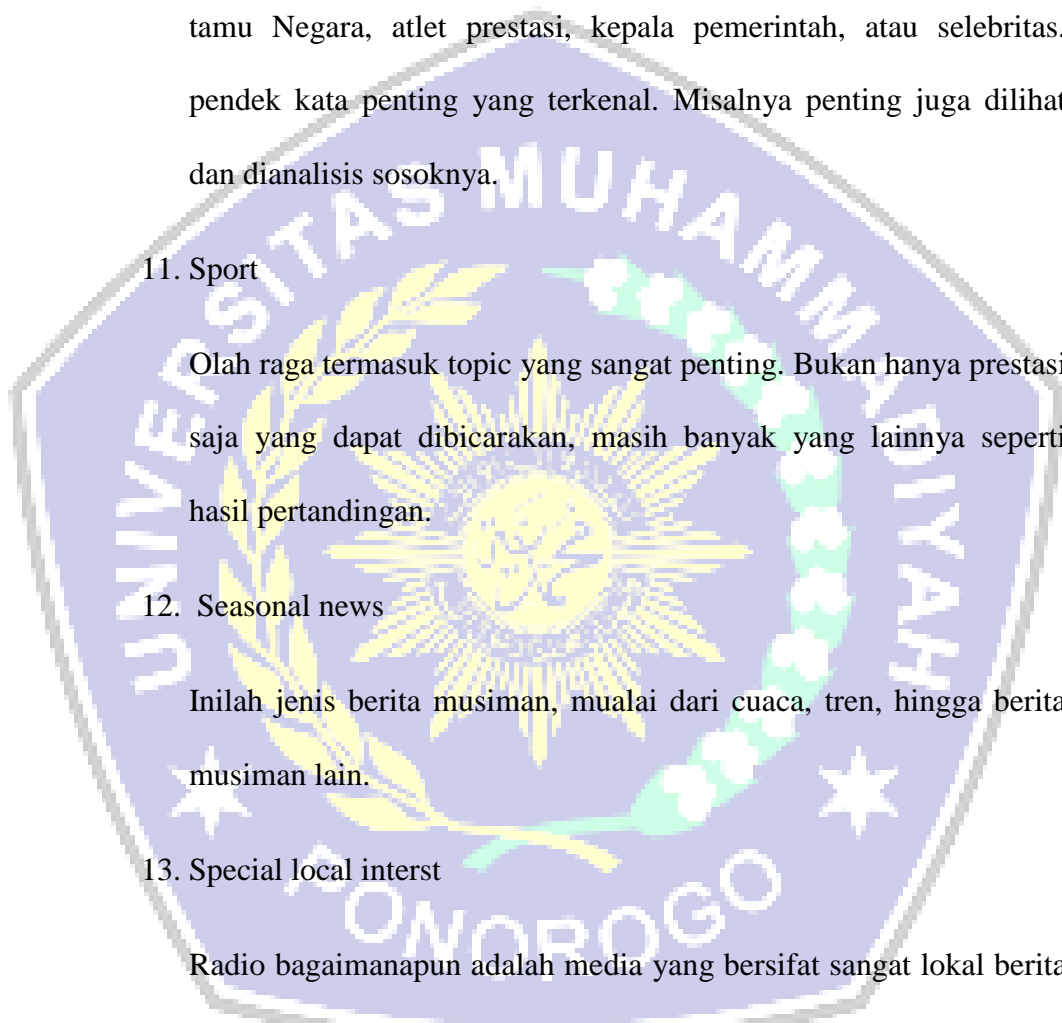 tamu Negara, atlet prestasi, kepala pemerintah, atau selebritas.
pendek kata penting yang terkenal. Misalnya penting juga dilihat
dan dianalisis sosoknya.
11. Sport
Olah raga termasuk topic yang sangat penting. Bukan hanya prestasi
saja yang dapat dibicarakan, masih banyak yang lainnya seperti
hasil pertandingan.
12. Seasonal news
Inilah jenis berita musiman, mualai dari cuaca, tren, hingga berita
musiman lain.
13. Special local interst
Radio bagaimanapun adalah media yang bersifat sangat lokal berita
UNIVERSITAS MUHAMMADIYAH
PONOROGO